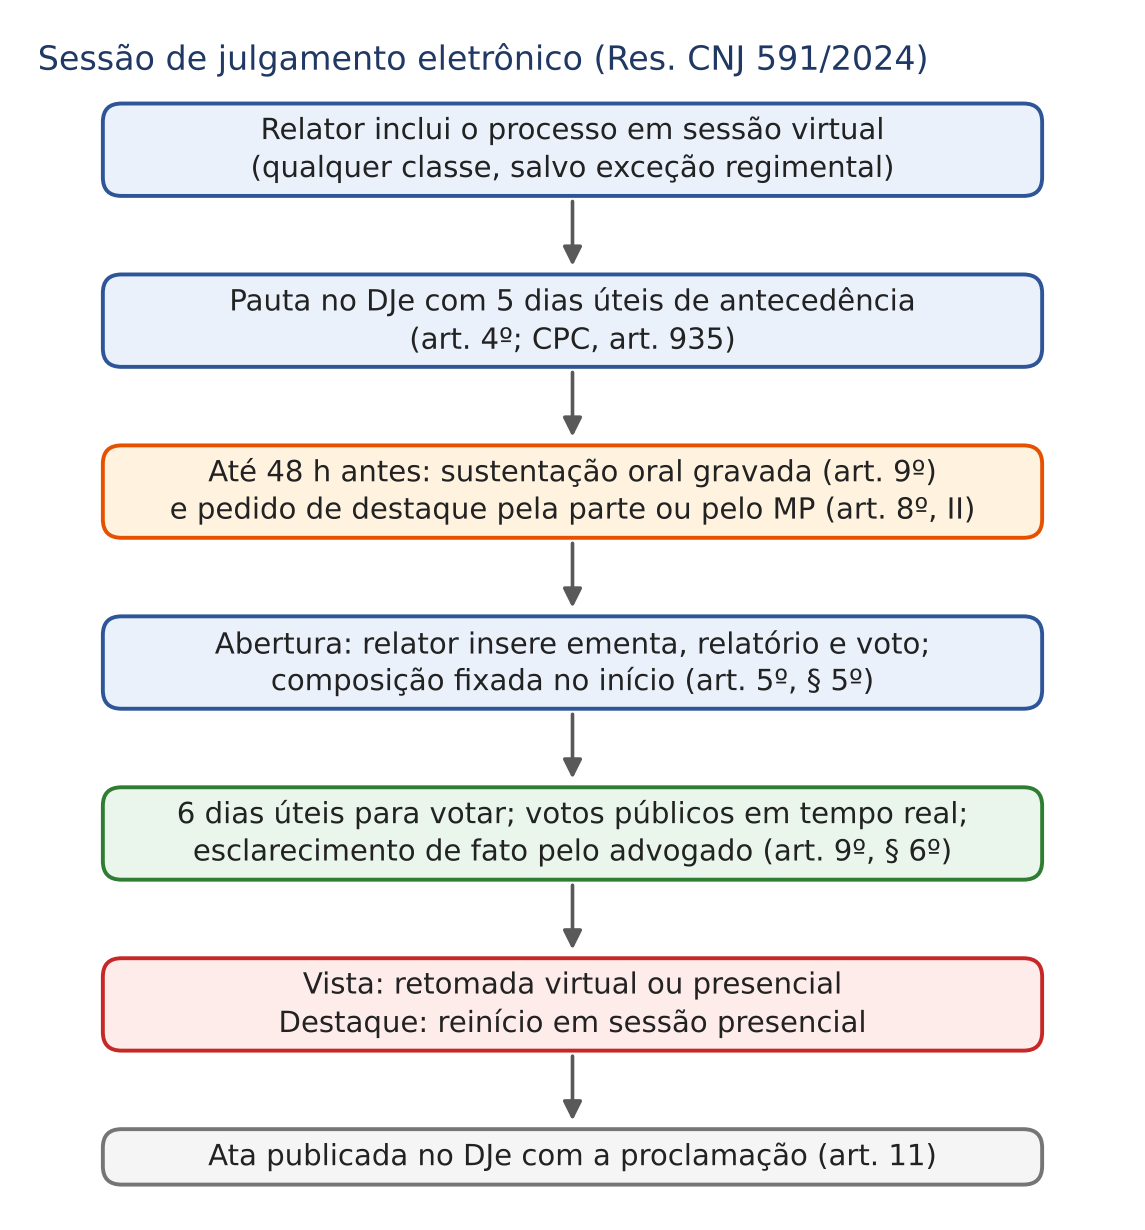 Sessão de julgamento eletrônico (Res. CNJ 591/2024)
Relator inclui o processo em sessão virtual
(qualquer classe, salvo exceção regimental)
Pauta no DJe com 5 dias úteis de antecedência
(art. 4º; CPC, art. 935)
Até 48 h antes: sustentação oral gravada (art. 9º)
e pedido de destaque pela parte ou pelo MP (art. 8º, II)
Abertura: relator insere ementa, relatório e voto;
composição fixada no início (art. 5º, § 5º)
6 dias úteis para votar; votos públicos em tempo real;
esclarecimento de fato pelo advogado (art. 9º, § 6º)
Vista: retomada virtual ou presencial
Destaque: reinício em sessão presencial
Ata publicada no DJe com a proclamação (art. 11)